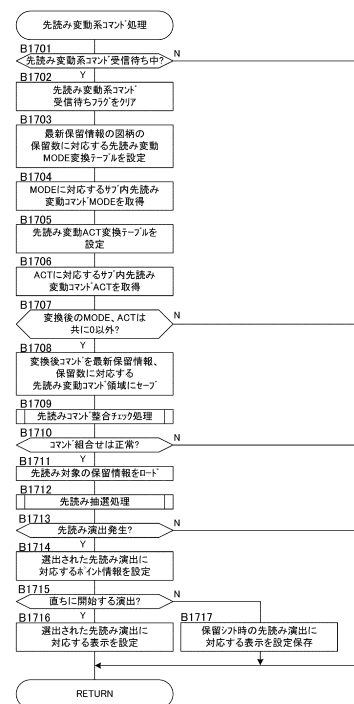 先読み変動系コマンド処理
B1701
先読み変動系コマンド受信待ち中?
N
Y
B1702
先読み変動系コマンド
受信待ちフラグをクリア
B1703
最新保留情報の図柄の
保留数に対応する先読み変動
MODE変換テーブルを設定
B1704
MODEに対応するサブ内先読み
変動コマンドMODEを取得
B1705
先読み変動ACT変換テーブルを
設定
B1706
ACTに対応するサブ内先読み
変動コマンドACTを取得
B1707
変換後のMODE、ACTは
共に0以外?
N
Y
B1708
変換後コマンドを最新保留情報、
保留数に対応する
先読み変動コマンド領域にセーブ
B1709
先読みコマンド整合チェック処理
B1710
コマンド組合せは正常?
N
Y
B1711
先読み対象の保留情報をロード
B1712
先読み抽選処理
B1713
先読み演出発生?
N
Y
B1714
選出された先読み演出に
対応するポイント情報を設定
B1715
直ちに開始する演出?
N
Y
B1716
選出された先読み演出に
対応する表示を設定
B1717
保留シフト時の先読み演出に
対応する表示を設定保存
RETURN